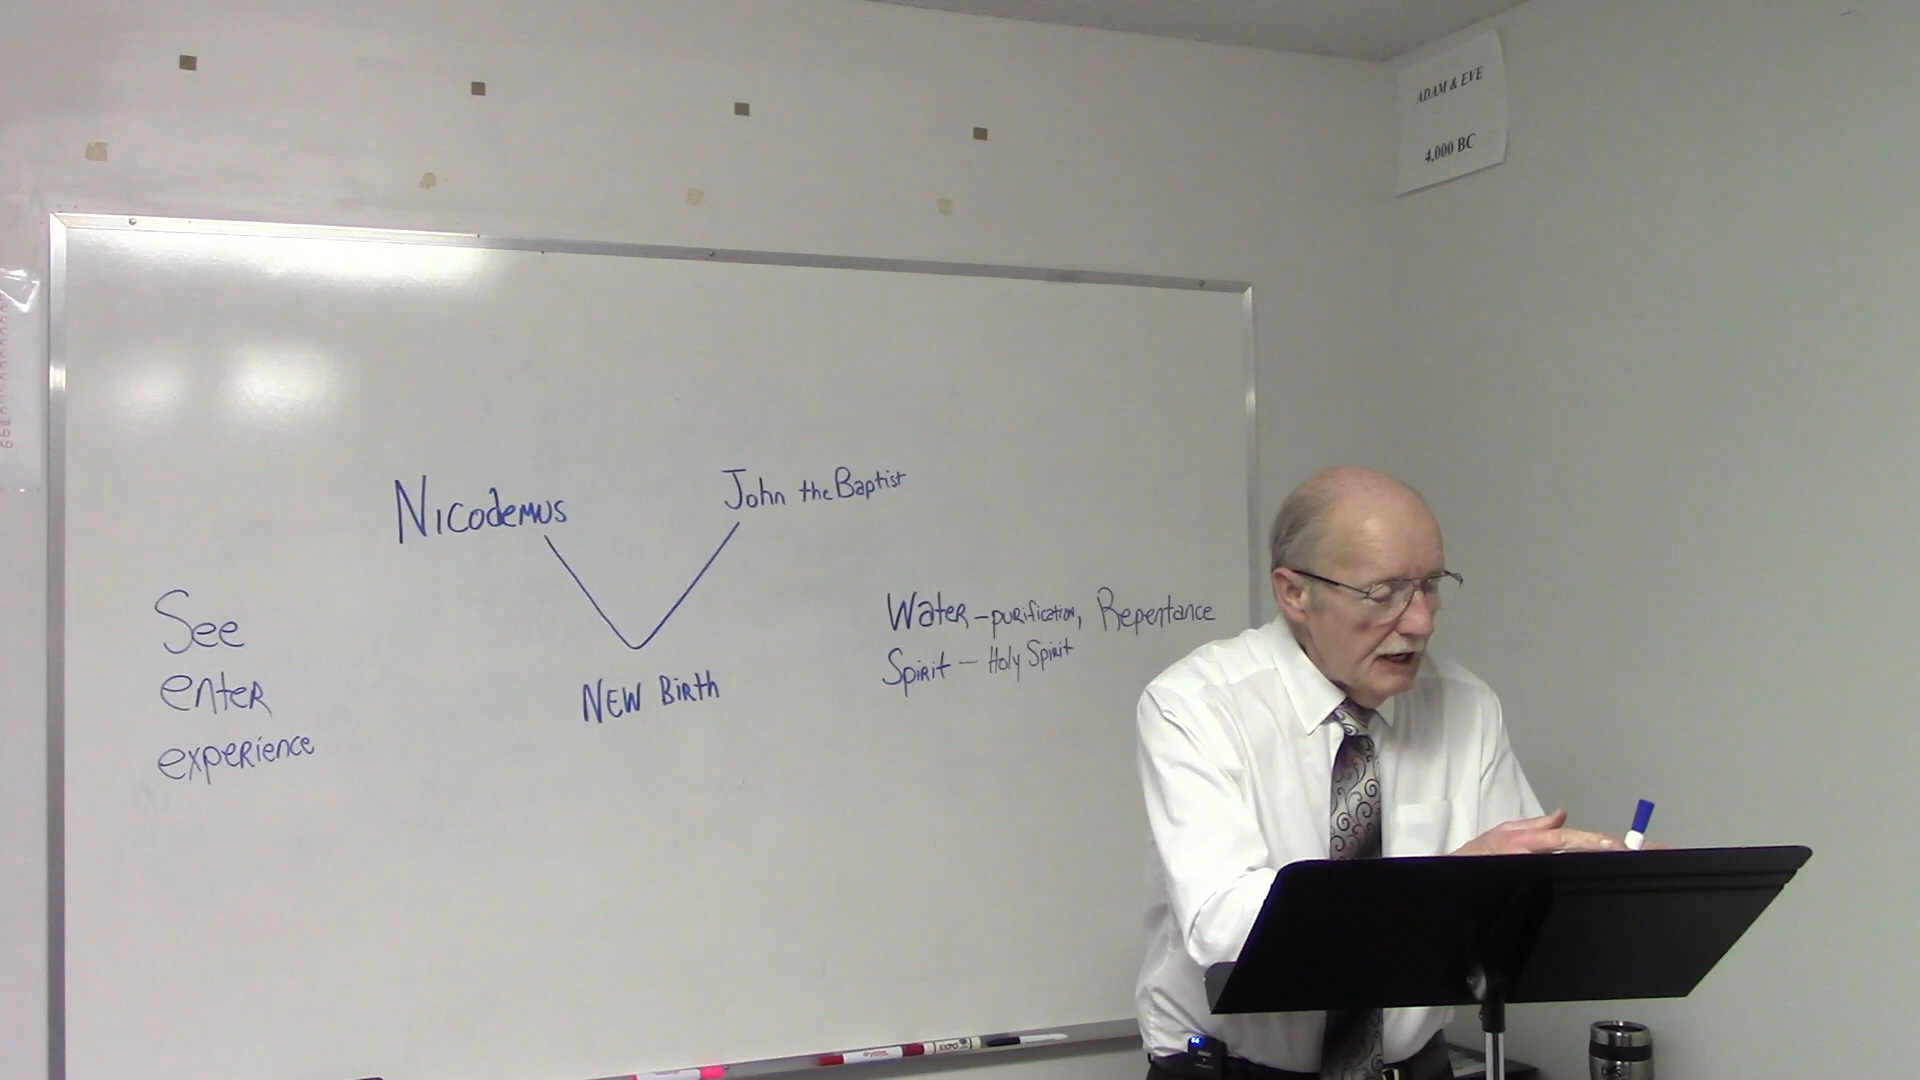 ADAM & EVE
4,000 BC
Nicodemus
John the Baptist
See
enter
experience
NEW Birth
Water – purification, Repentance
Spirit – Holy Spirit
EXPO